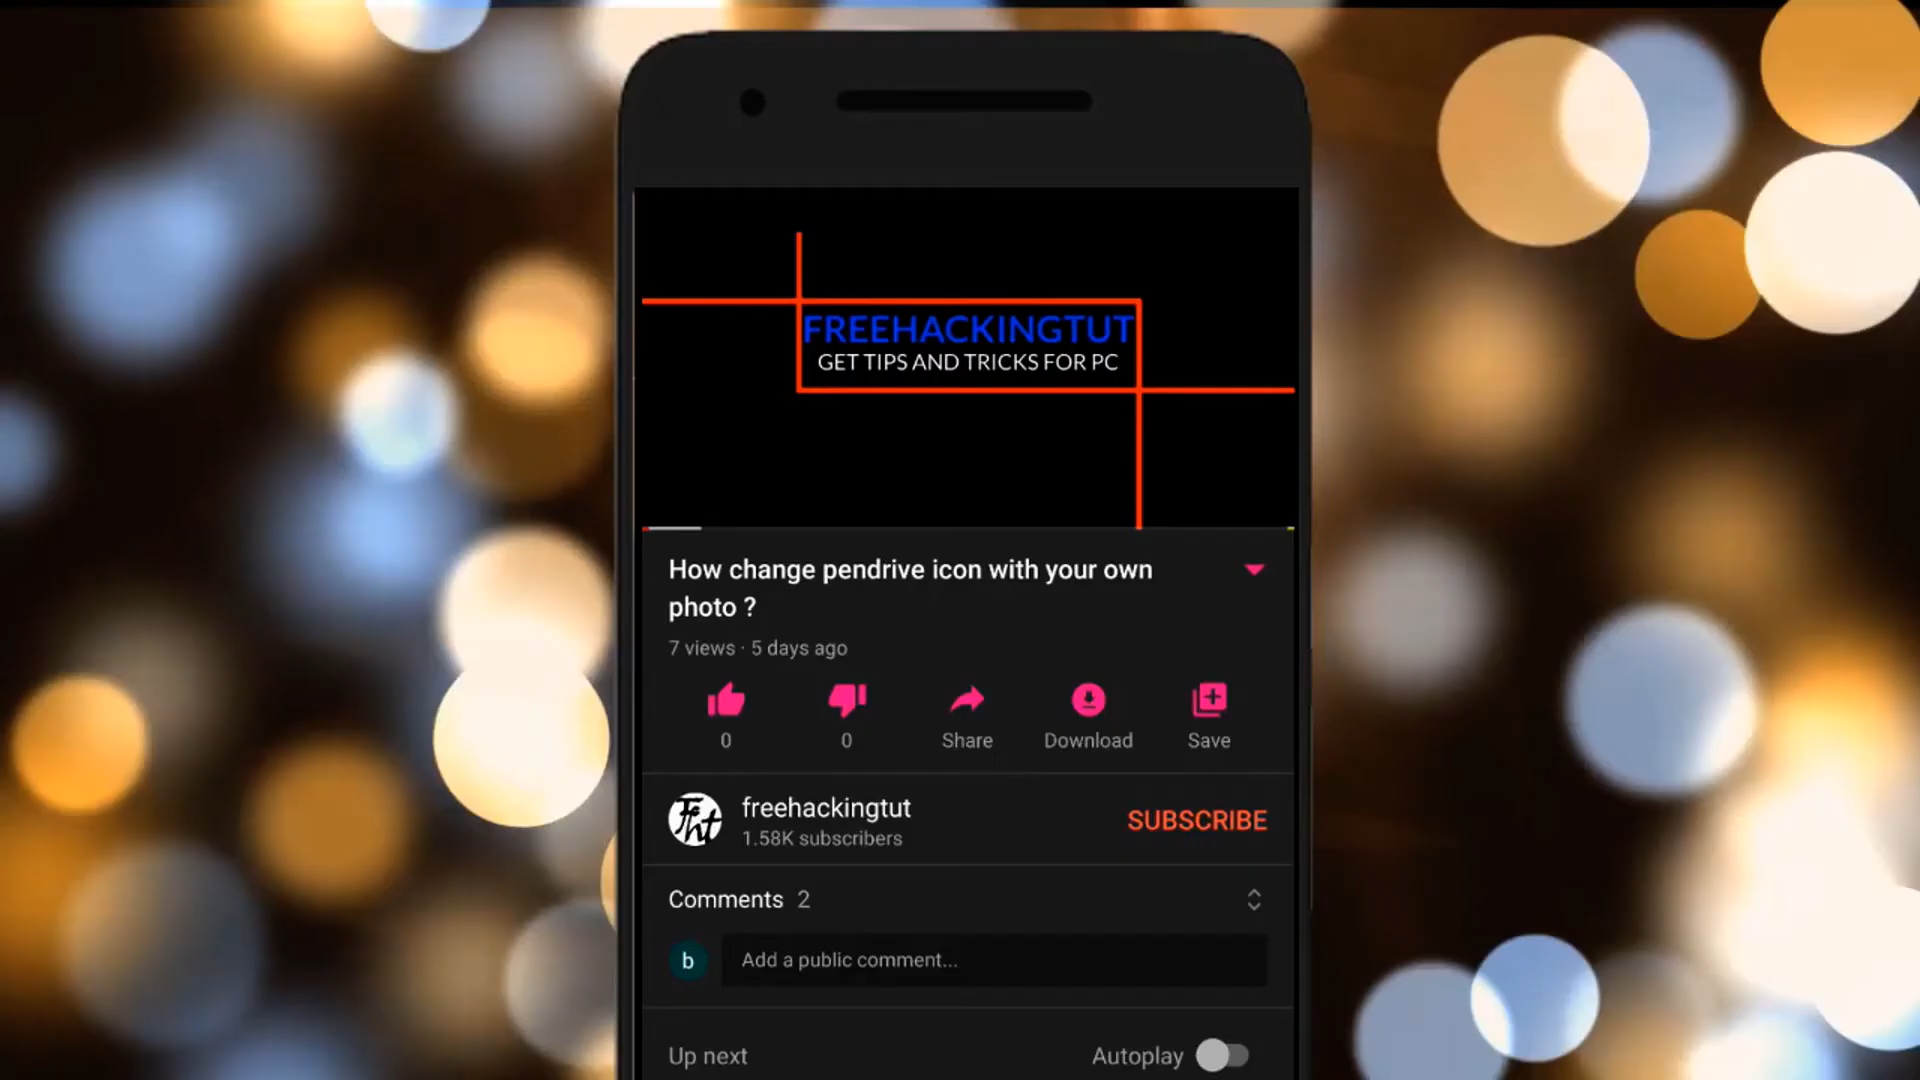 FREEHACKINGTUT
GET TIPS AND TRICKS FOR PC
How change pendrive icon with your own
photo ?
7 views · 5 days ago
0
0
Share
Download
Save
Fht
freehackingtut
1.58K subscribers
SUBSCRIBE
Comments 2
b
Add a public comment...
Up next
Autoplay